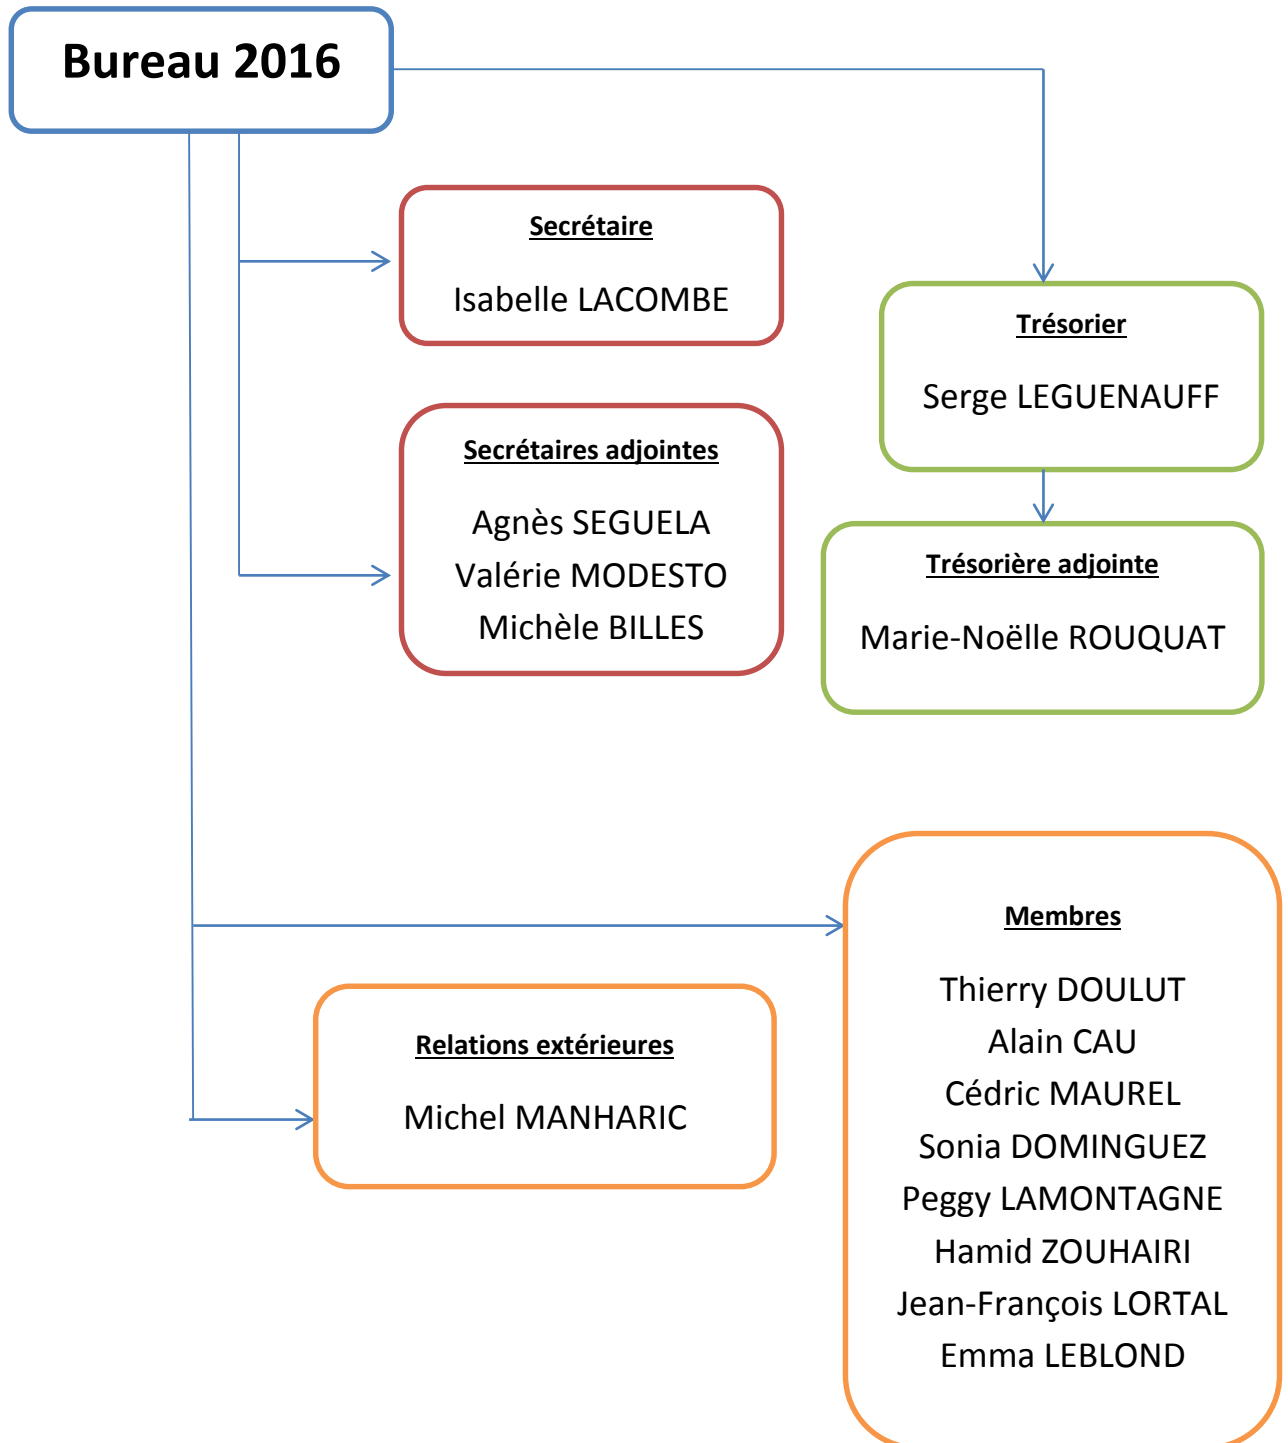 Bureau 2016
Secrétaire
Isabelle LACOMBE
Trésorier
Serge LEGUENAUFF
Secrétaires adjointes
Agnès SEGUELA
Valérie MODESTO
Michèle BILLES
Trésorière adjointe
Marie-Noëlle ROUQUAT
Membres
Thierry DOULUT
Alain CAU
Cédric MAUREL
Sonia DOMINGUEZ
Peggy LAMONTAGNE
Hamid ZOUHAIRI
Jean-François LORTAL
Emma LEBLOND
Relations extérieures
Michel MANHARIC